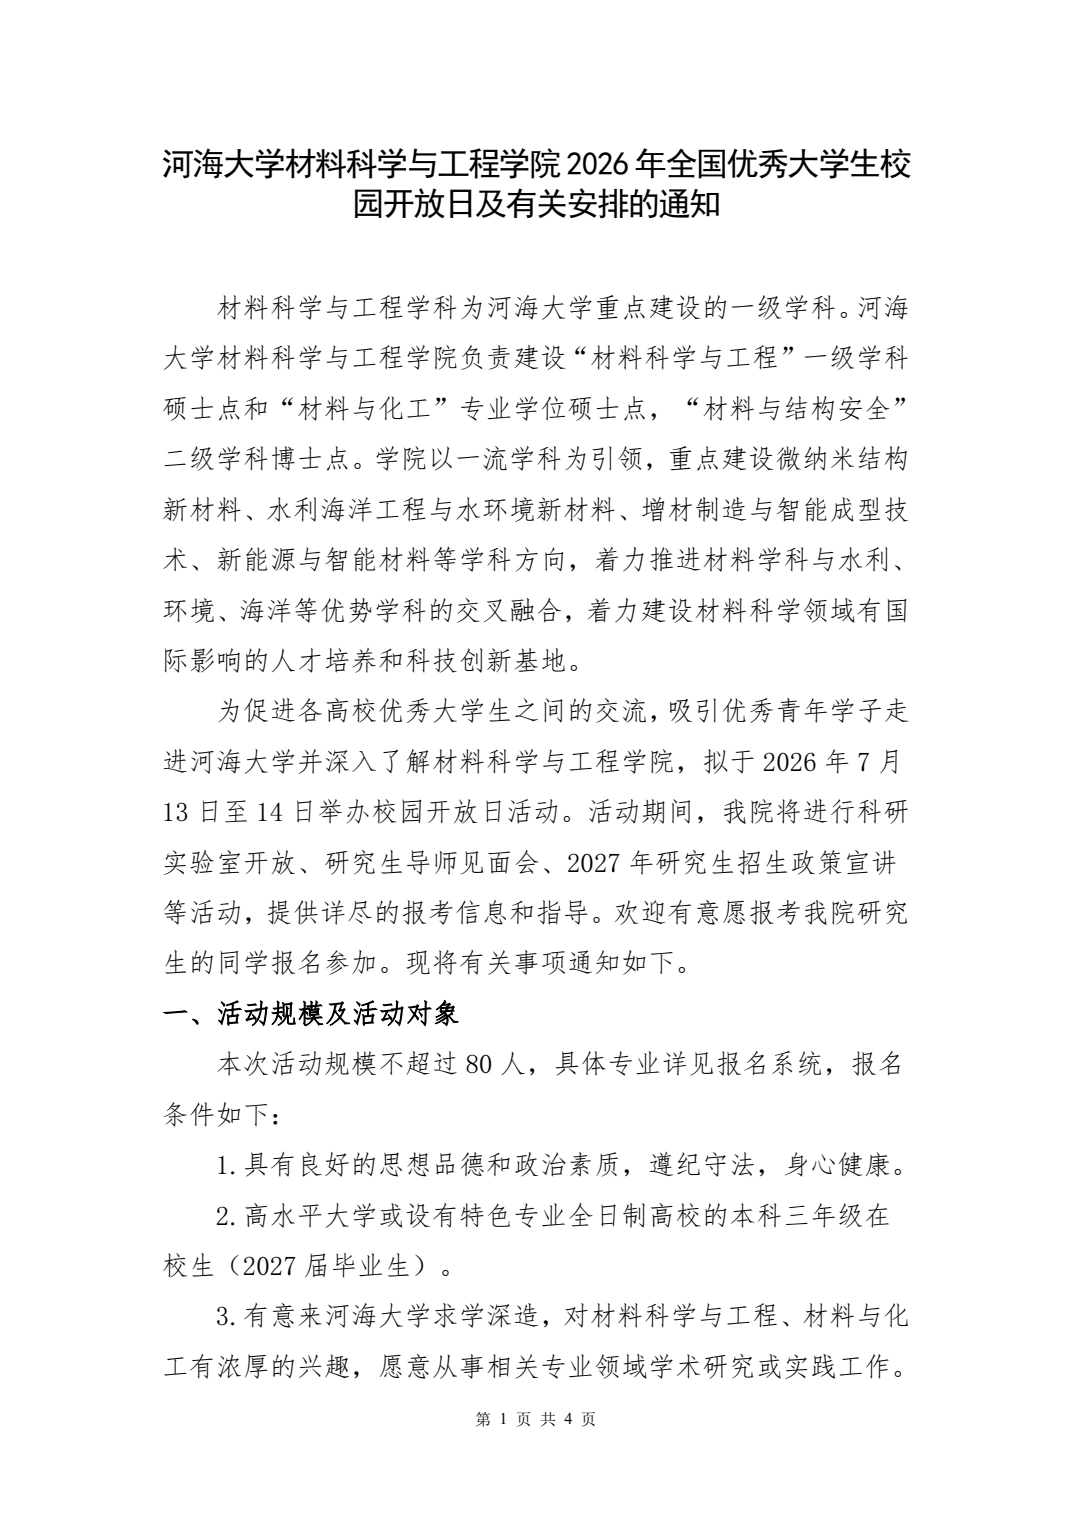 河海大学材料科学与工程学院2026年全国优秀大学生校
园开放日及有关安排的通知
材料科学与工程学科为河海大学重点建设的一级学科。河海
大学材料科学与工程学院负责建设“材料科学与工程”一级学科
硕士点和“材料与化工”专业学位硕士点，“材料与结构安全”
二级学科博士点。学院以一流学科为引领，重点建设微纳米结构
新材料、水利海洋工程与水环境新材料、增材制造与智能成型技
术、新能源与智能材料等学科方向，着力推进材料学科与水利、
环境、海洋等优势学科的交叉融合，着力建设材料科学领域有国
际影响的人才培养和科技创新基地。
为促进各高校优秀大学生之间的交流，吸引优秀青年学子走
进河海大学并深入了解材料科学与工程学院，拟于 2026 年 7 月
13 日至 14 日举办校园开放日活动。活动期间，我院将进行科研
实验室开放、研究生导师见面会、2027 年研究生招生政策宣讲
等活动，提供详尽的报考信息和指导。欢迎有意愿报考我院研究
生的同学报名参加。现将有关事项通知如下。
一、活动规模及活动对象
本次活动规模不超过 80 人，具体专业详见报名系统，报名
条件如下：
1.具有良好的思想品德和政治素质，遵纪守法，身心健康。
2.高水平大学或设有特色专业全日制高校的本科三年级在
校生（2027 届毕业生）。
3.有意来河海大学求学深造，对材料科学与工程、材料与化
工有浓厚的兴趣，愿意从事相关专业领域学术研究或实践工作。
第 1 页 共 4 页